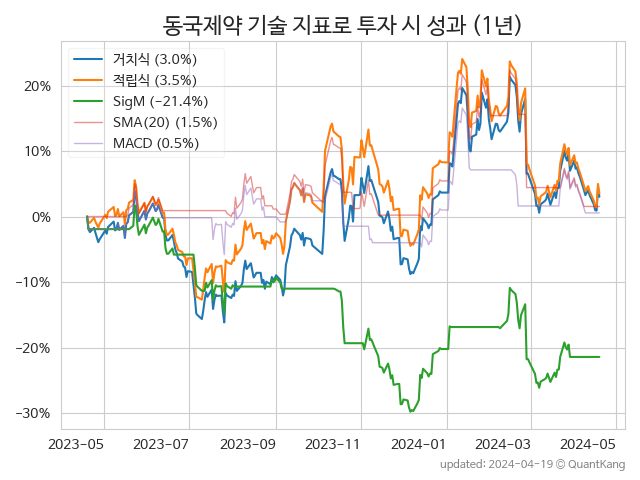 동국제약 기술 지표로 투자 시 성과 (1년)
거치식 (3.0%)
적립식 (3.5%)
SigM (−21.4%)
SMA(20) (1.5%)
MACD (0.5%)
20%
10%
0%
−10%
−20%
−30%
2023-05 2023-07 2023-09 2023-11 2024-01 2024-03 2024-05
updated: 2024-04-19 © QuantKang